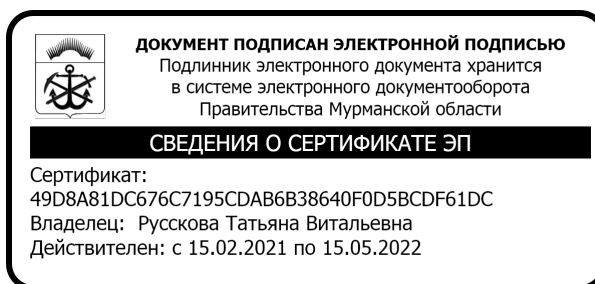 ДОКУМЕНТ ПОДПИСАН ЭЛЕКТРОННОЙ ПОДПИСЬЮ
Подлинник электронного документа хранится
в системе электронного документооборота
Правительства Мурманской области
СВЕДЕНИЯ О СЕРТИФИКАТЕ ЭП
Сертификат:
49D8A81DC676C7195CDAB6B38640F0D5BCDF61DC
Владелец: Русскова Татьяна Витальевна
Действителен: с 15.02.2021 по 15.05.2022